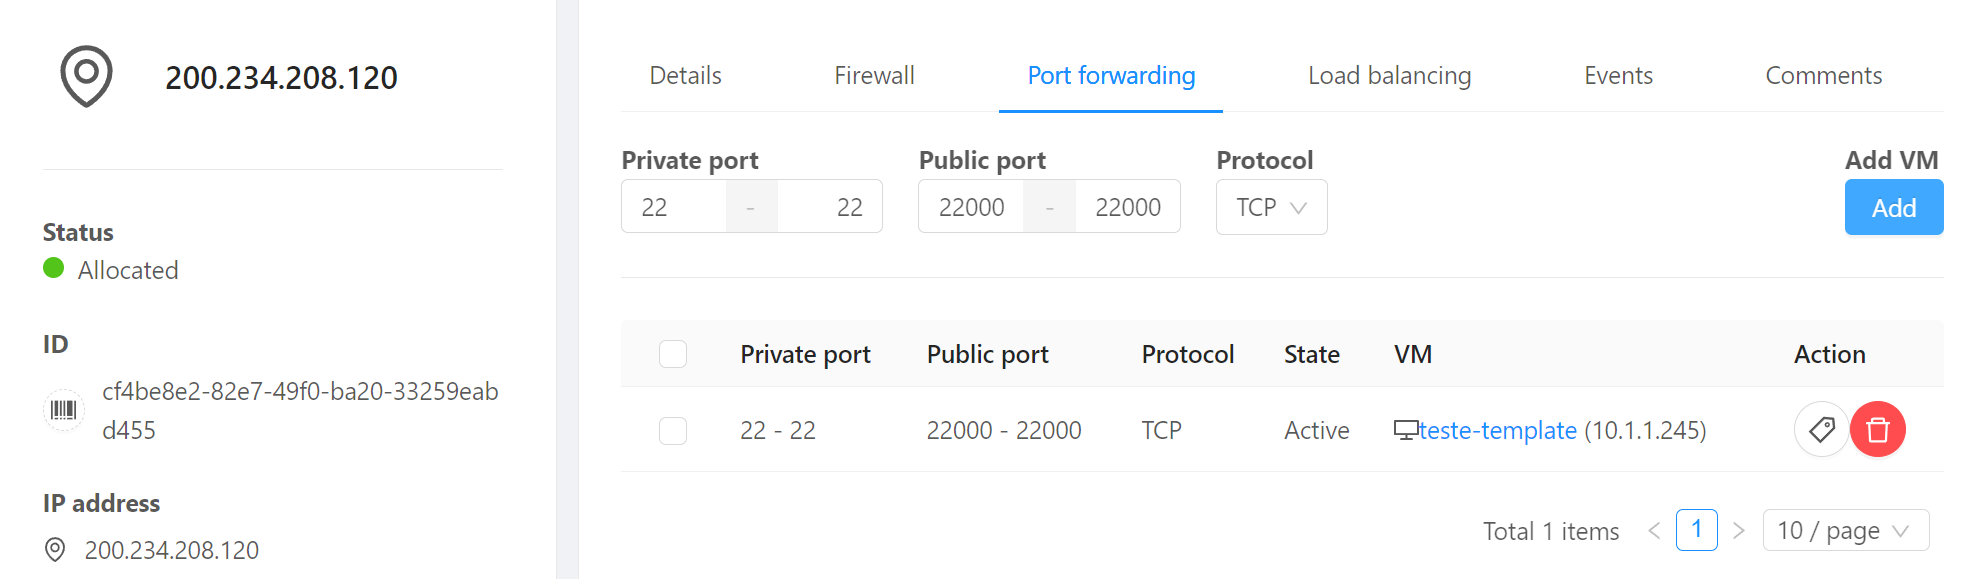 200.234.208.120
Status
Allocated
ID
cf4be8e2-82e7-49f0-ba20-33259eab
d455
IP address
200.234.208.120
Details Firewall Port forwarding Load balancing Events Comments
Private port Public port Protocol Add VM
22 - 22 22000 - 22000 TCP Add
Private port Public port Protocol State VM Action
22 - 22 22000 - 22000 TCP Active teste-template (10.1.1.245)
Total 1 items < 1 > 10 / page